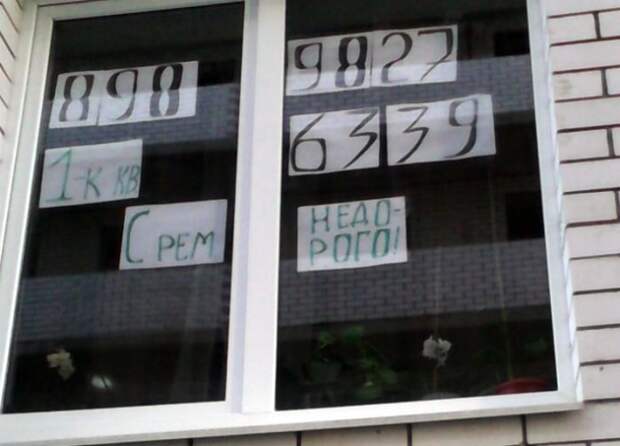 898 9827
6339
1-к кв
С рем
НЕДО-
РОГО!